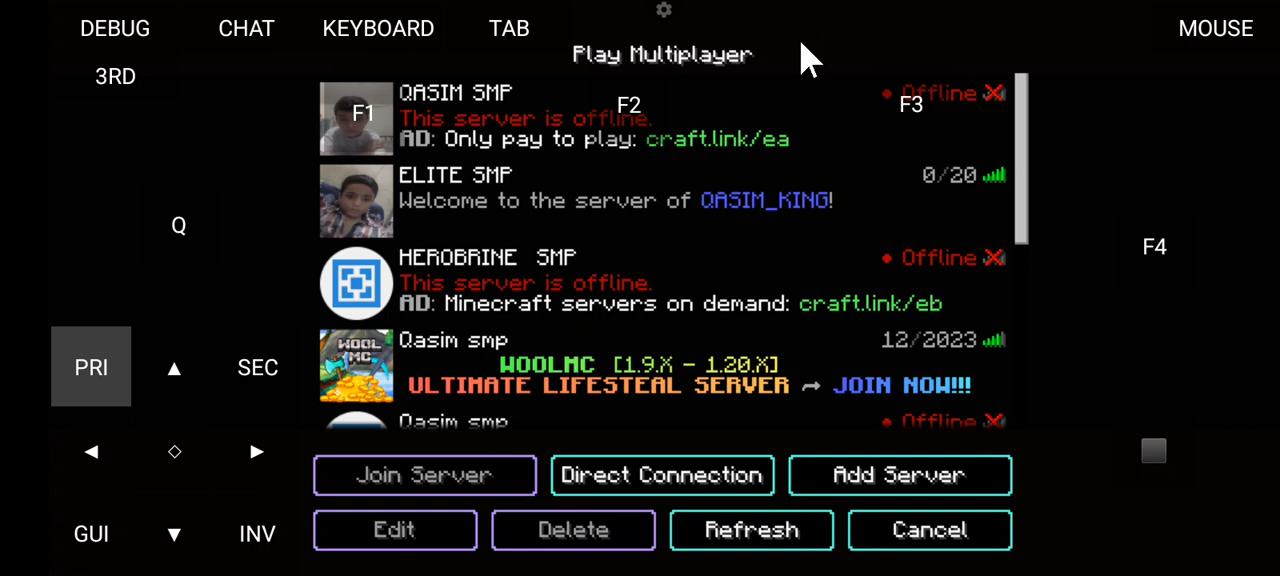 DEBUG CHAT KEYBOARD TAB MOUSE
Play Multiplayer
3RD
F1 F2 F3
QASIM SMP Offline
This server is offline.
AD: Only pay to play: craft.link/ea
ELITE SMP 0/20
Welcome to the server of QASIM_KING!
Q
F4
HEROBRINE SMP Offline
This server is offline.
AD: Minecraft servers on demand: craft.link/eb
Qasim smp 12/2023
WOOL MC
WOOLMC [1.9.X - 1.20.X]
ULTIMATE LIFESTEAL SERVER → JOIN NOW!!!
PRI ▲ SEC
Qasim smp Offline
◀ ◇ ▶
Join Server Direct Connection Add Server
GUI ▼ INV
Edit Delete Refresh Cancel